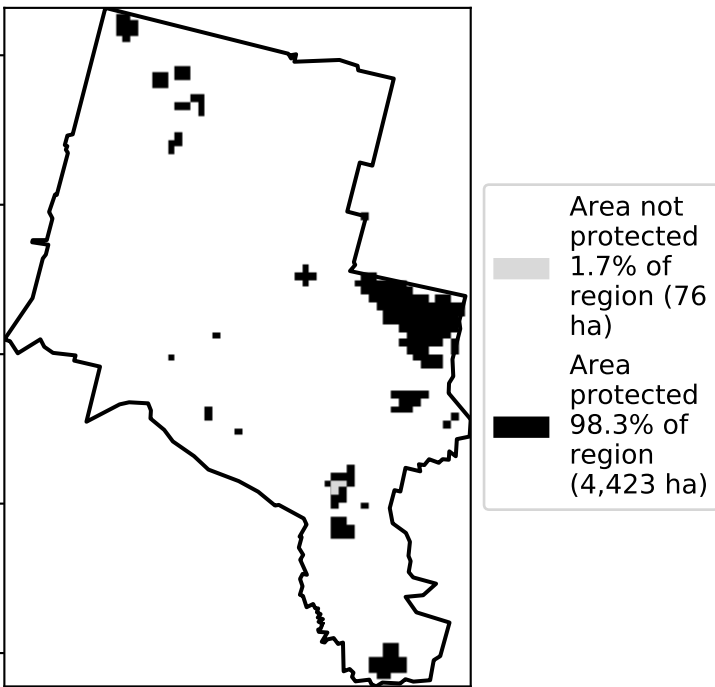 Area not
protected
1.7% of
region (76
ha)
Area
protected
98.3% of
region
(4,423 ha)